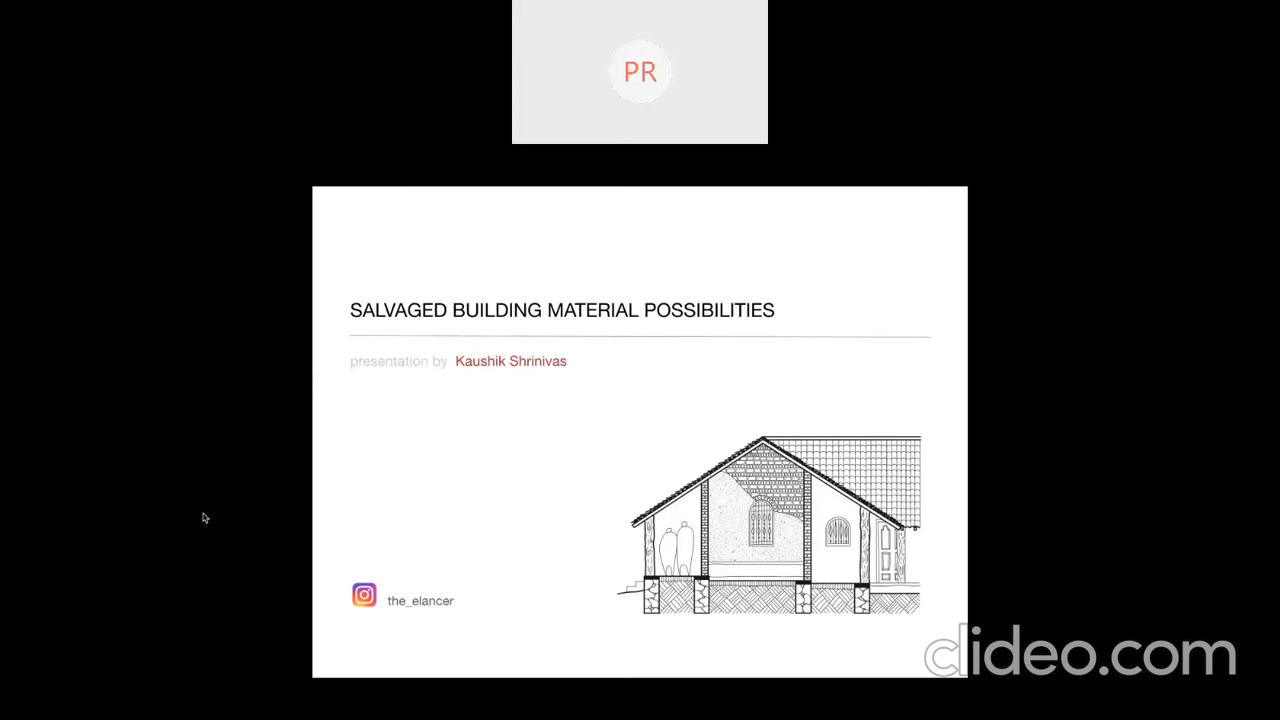 PR
SALVAGED BUILDING MATERIAL POSSIBILITIES
presentation by Kaushik Shrinivas
the_elancer
clideo.com